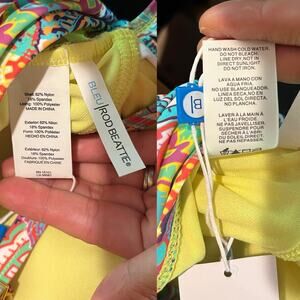 Shell: 82% Nylon
18% Spandex
Lining: 100% Polyester
MADE IN CHINA
Exterior: 82% Nilon
18% Spandex
Forro: 100% Polyester
HECHO EN CHINA
Extérieur: 82% Nylon
18% Spandex
Doublure: 100% Polyester
FABRIQUÉ EN CHINE
BLEU|ROD BEATTIE®
HAND WASH COLD WATER.
DO NOT BLEACH.
LINE DRY, NOT IN
DIRECT SUNLIGHT
DO NOT IRON.
LAVA A MANO CON
AGUA FRIA.
NO USE BLANQUEADOR.
LINEA SECA, NO EN
LA LUZ DEL SOL DIRECTA.
NO PLANCHA.
LAVER A LA MAIN A
L'EAU FROIDE
NE PAS JAVELLISER.
SUSPENDRE POUR
SÉCHER A L'ABRI
DU SOLEIL DIRECT.
NE PAS REPASSER.